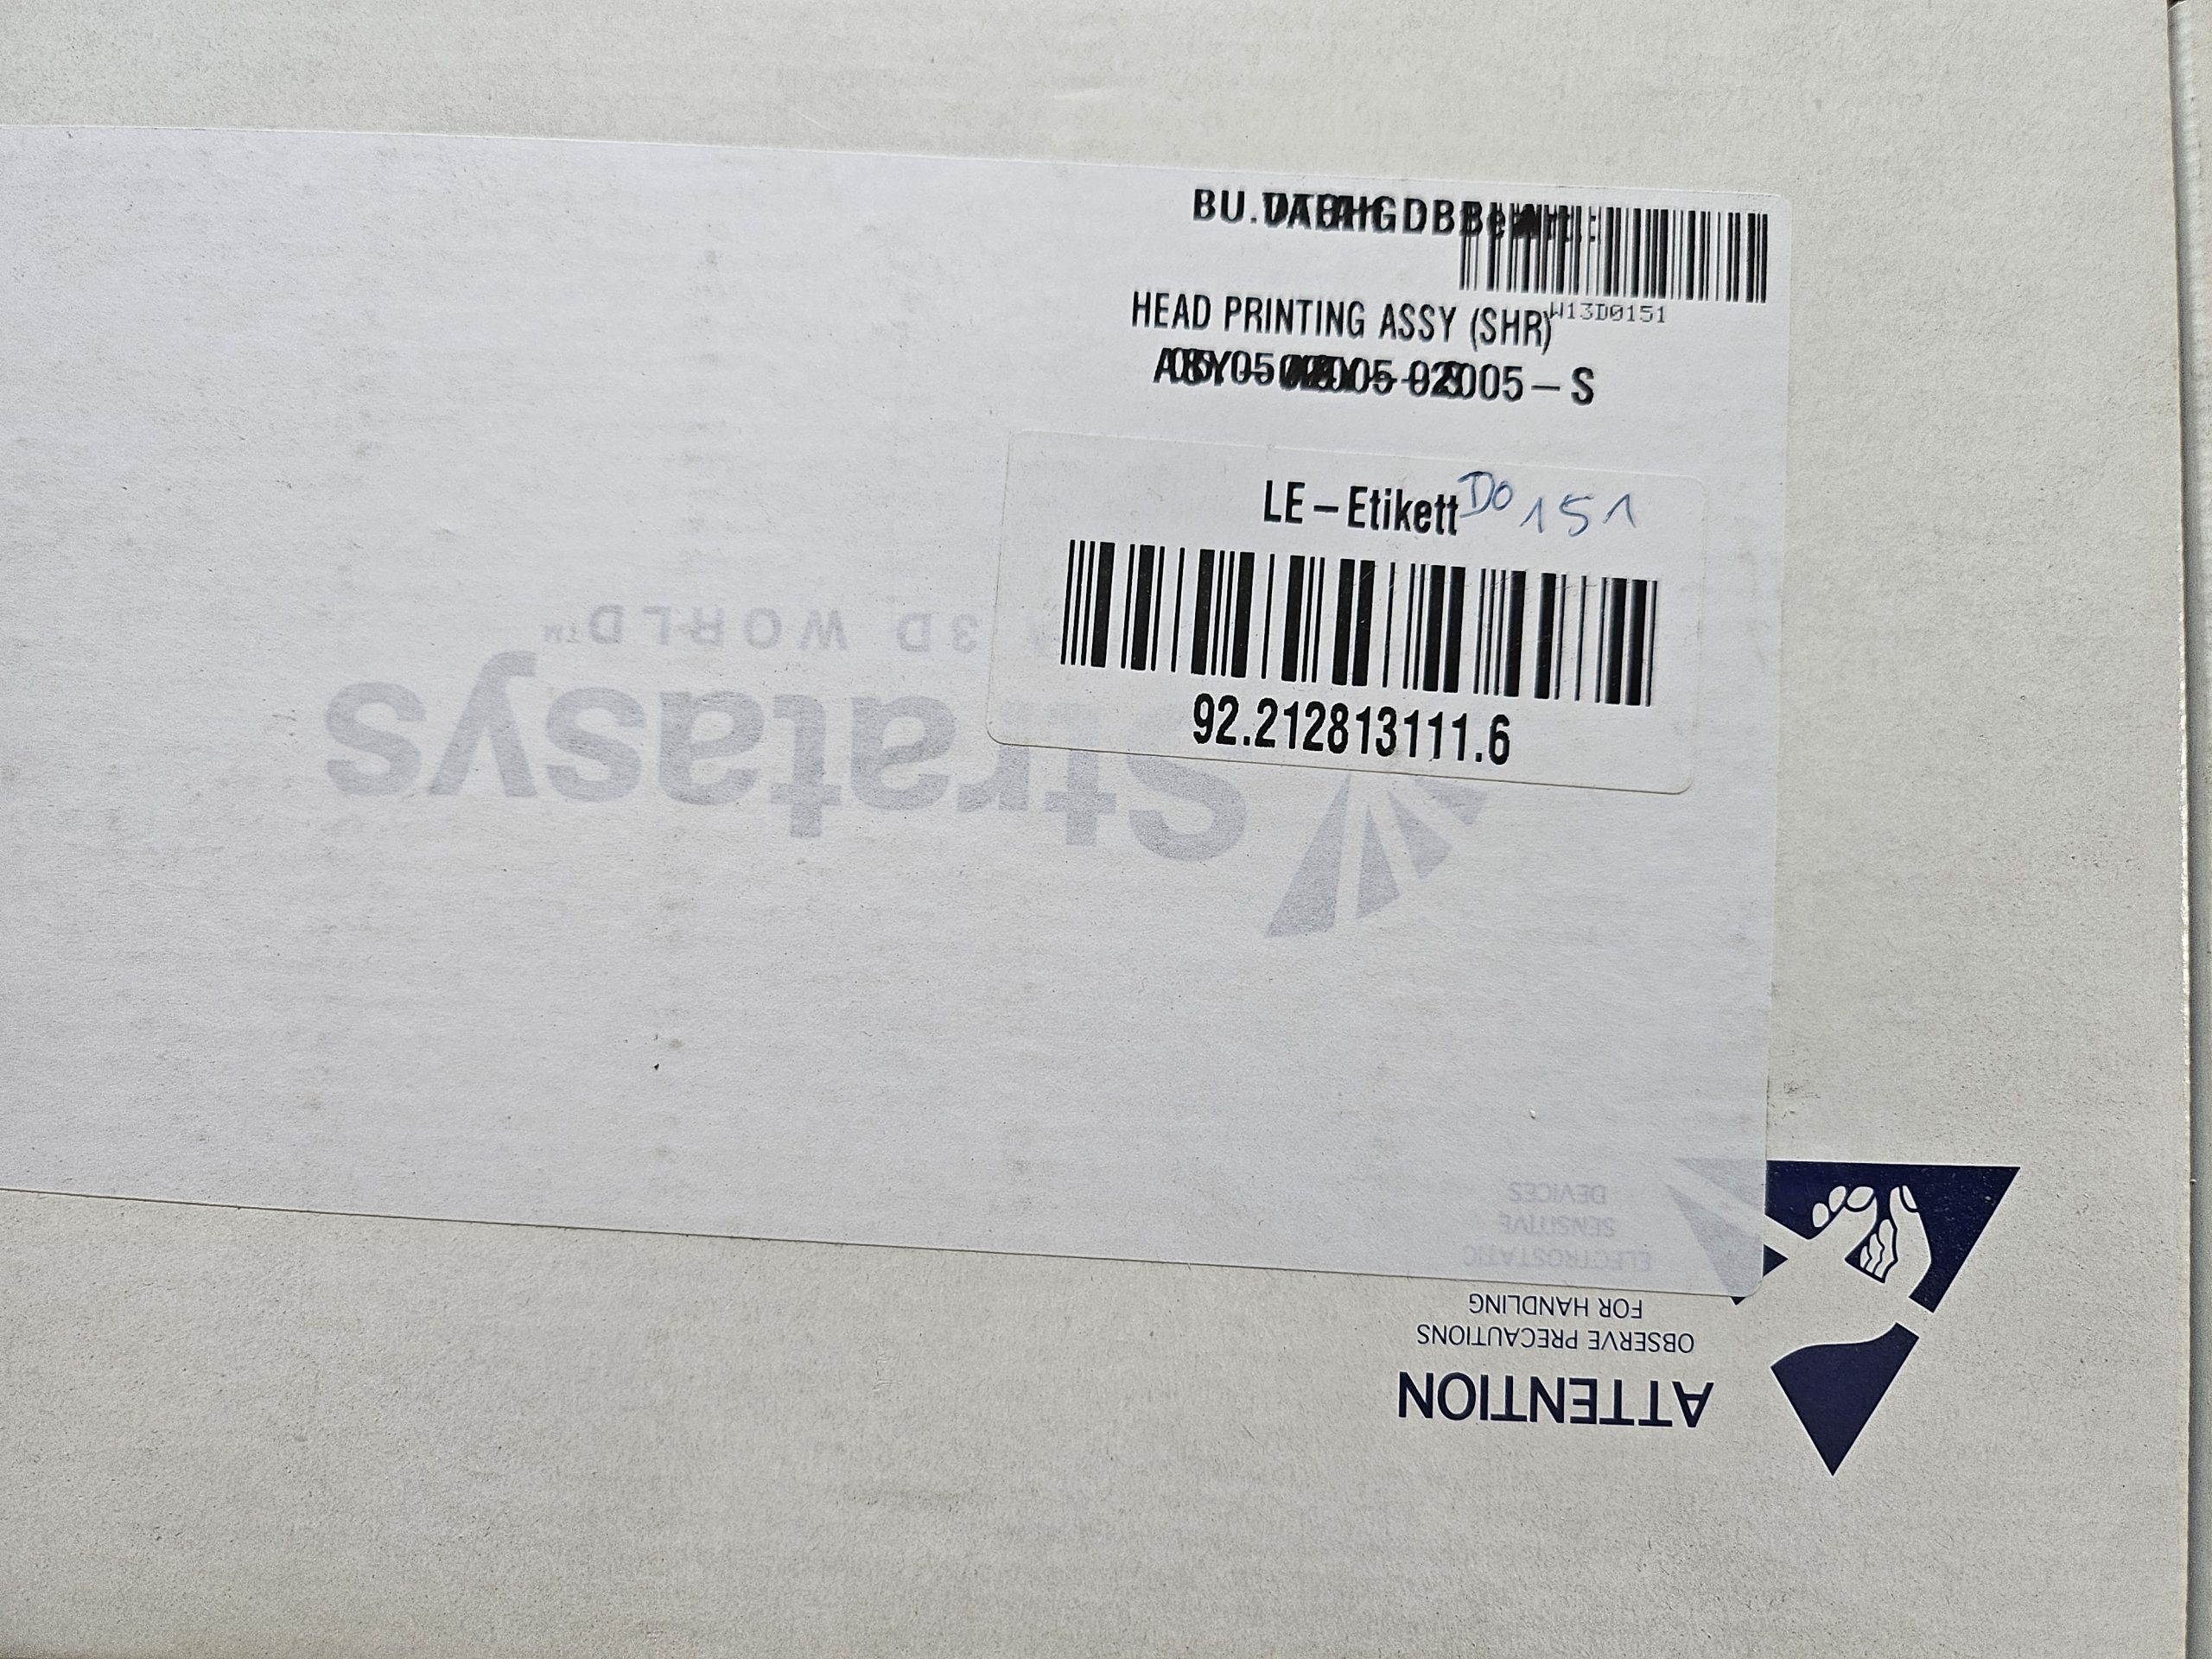 W13D0151
HEAD PRINTING ASSY (SHR)
LE-Etikett D0151
92.212813111.6
3D WORLD™
Stratasys
DEVICES
SENSITIVE
ELECTROSTATIC
FOR HANDLING
OBSERVE PRECAUTIONS
ATTENTION